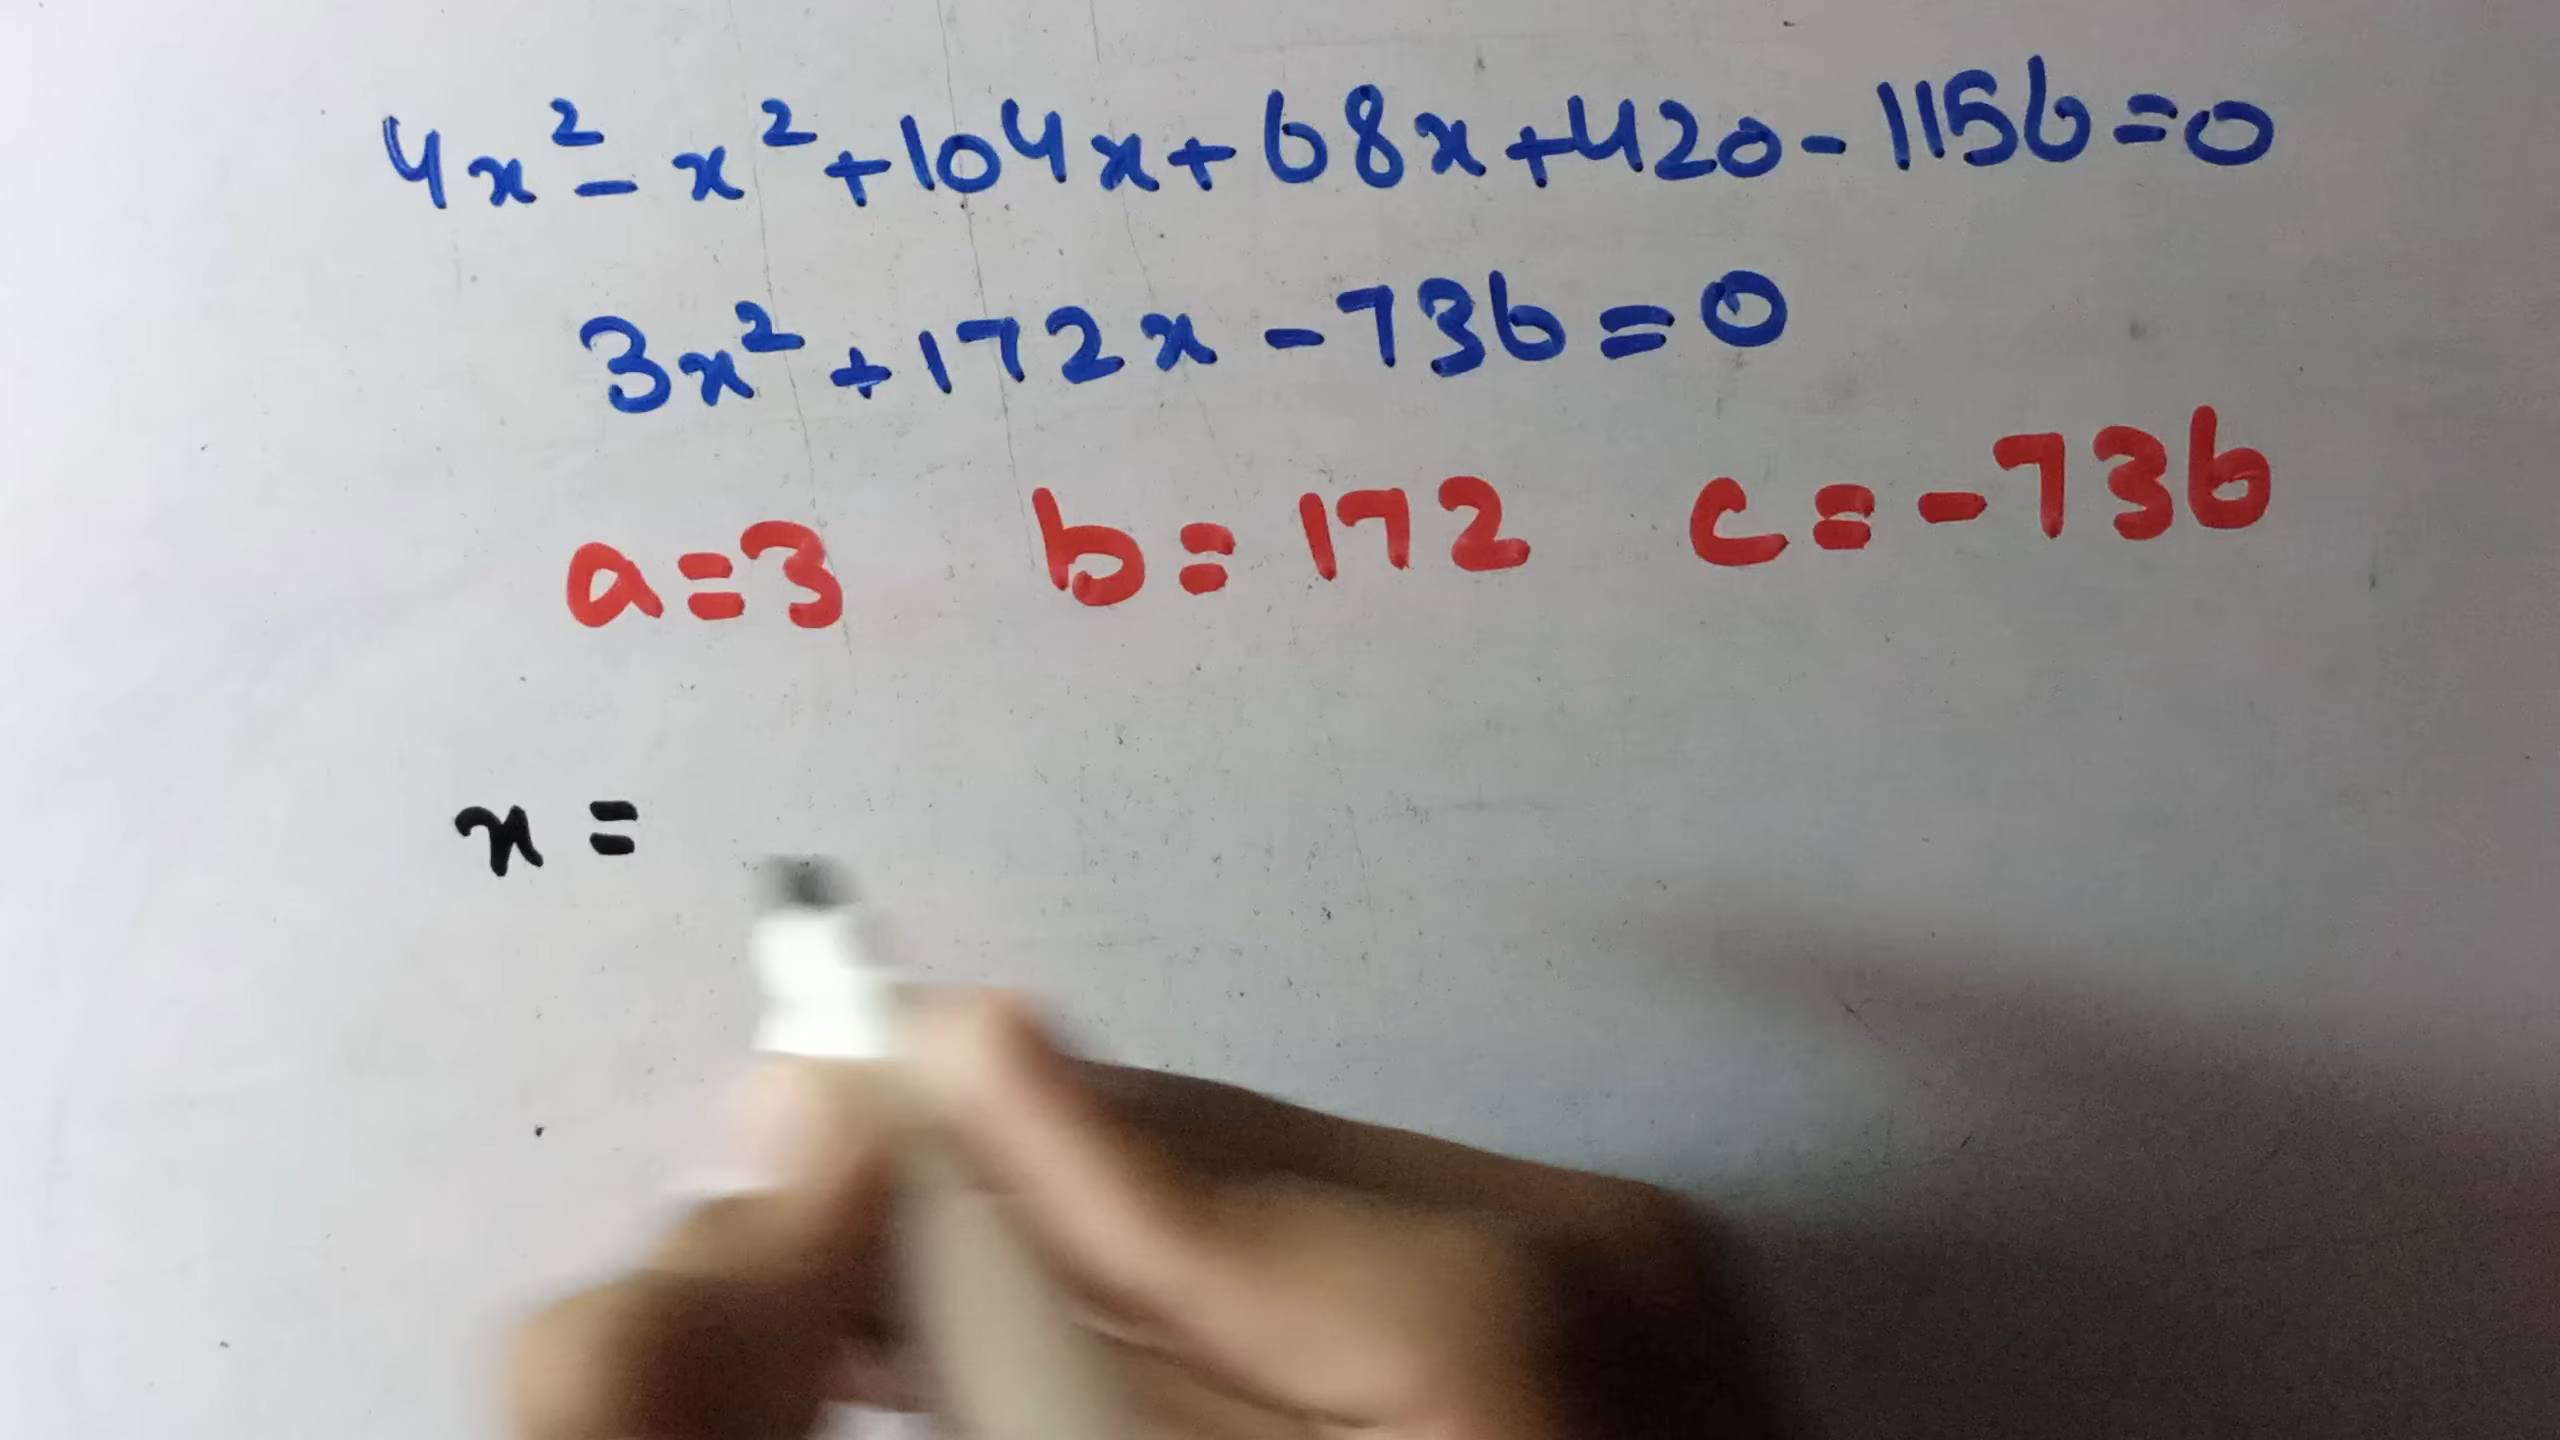 4x² - x² + 104x + 68x + 420 - 1156 = 0
3x² + 172x - 736 = 0
a = 3 b = 172 c = -736
x =